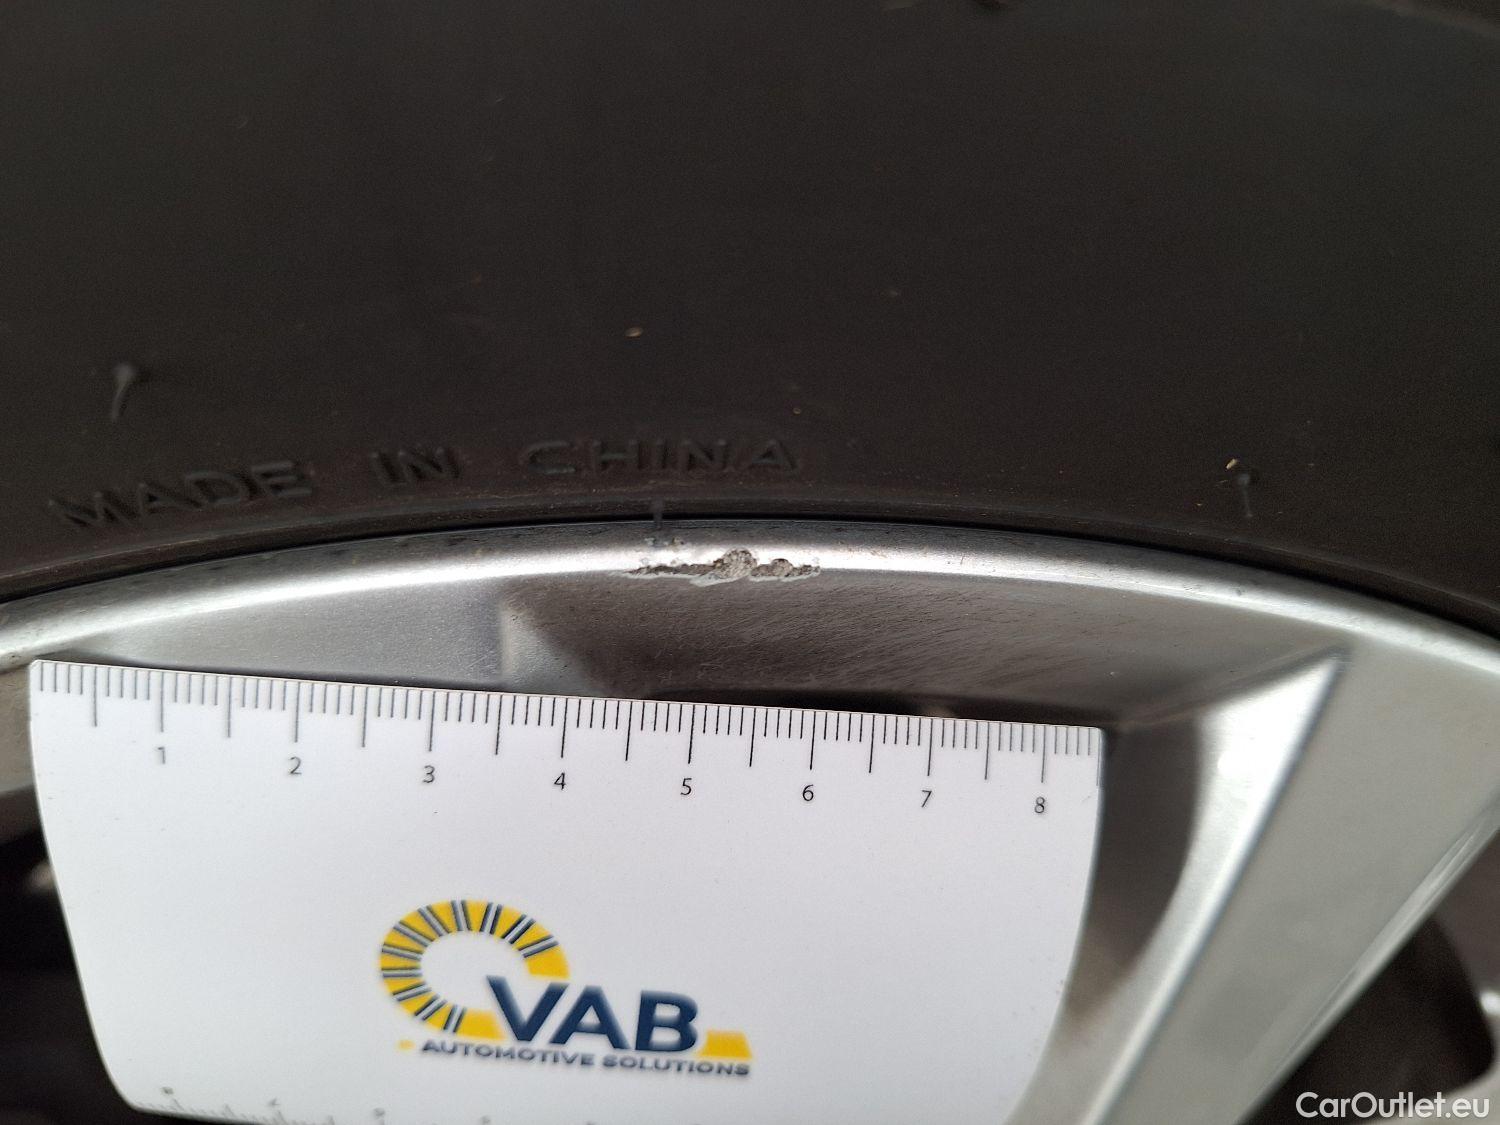 MADE IN CHINA
1 2 3 4 5 6 7 8
VAB
AUTOMOTIVE SOLUTIONS
CarOutlet.eu